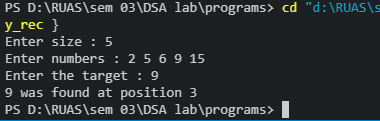 PS D:\RUAS\sem 03\DSA lab\programs> cd "d:\RUAS\s
y_rec }
Enter size : 5
Enter numbers : 2 5 6 9 15
Enter the target : 9
9 was found at position 3
PS D:\RUAS\sem 03\DSA lab\programs>